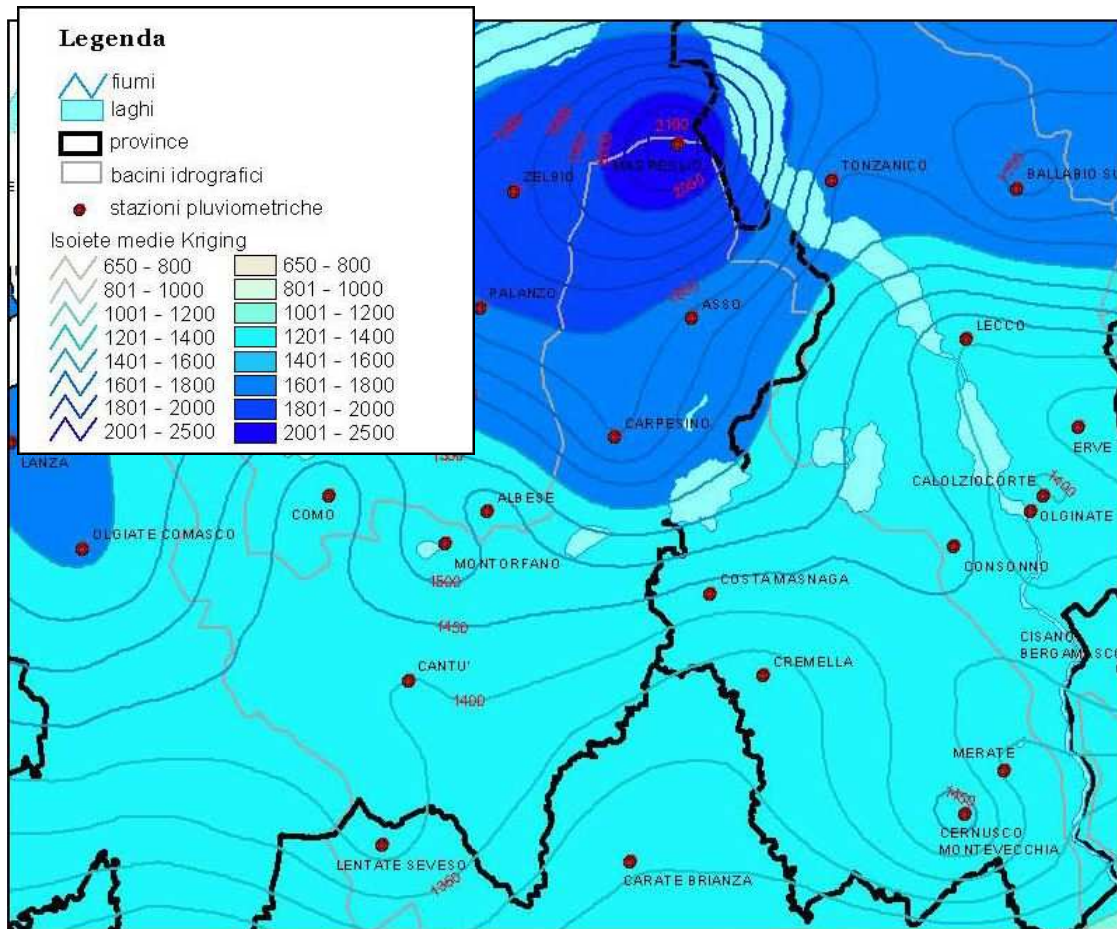 Legenda
fiumi
laghi
province
bacini idrografici
stazioni pluviometriche
Isoiete medie Kriging
650 - 800
650 - 800
801 - 1000
801 - 1000
1001 - 1200
1001 - 1200
1201 - 1400
1201 - 1400
1401 - 1600
1401 - 1600
1601 - 1800
1601 - 1800
1801 - 2000
1801 - 2000
2001 - 2500
2001 - 2500
2100
TONZANICO
ZELBIO
BALLABIO SU
2000
PALANZO
ASSO
LECCO
CARPESINO
ERVE
LANZA
CALOLZIOCORTE
1400
ALBESE
COMO
OLGINATE
OLGIATE COMASCO
MONTORFANO
CONSONNO
1500
COSTA MASNAGA
1450
CISANO
BERGAMASCO
CANTU'
CREMELLA
1400
MERATE
1450
CERNUSCO
MONTEVECCHIA
LENTATE SEVESO
1350
CARATE BRIANZA